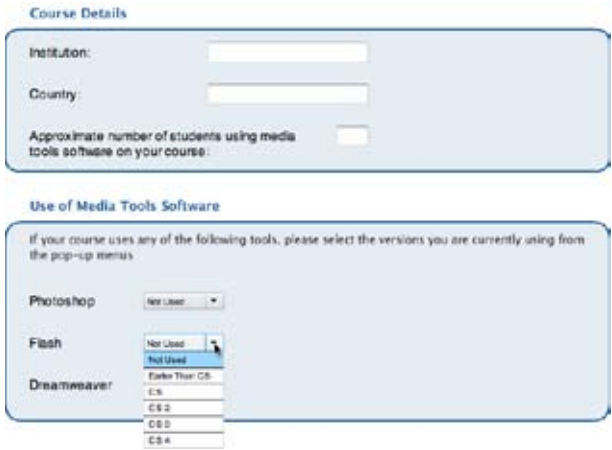 Course Details
Institution:
Country:
Approximate number of students using media
tools software on your course:
Use of Media Tools Software
If your course uses any of the following tools, please select the versions you are currently using from
the pop-up menus
Photoshop
Not Used
Flash
Not Used
Not Used
Earlier Than CS
CS
CS 2
CS 3
CS 4
Dreamweaver